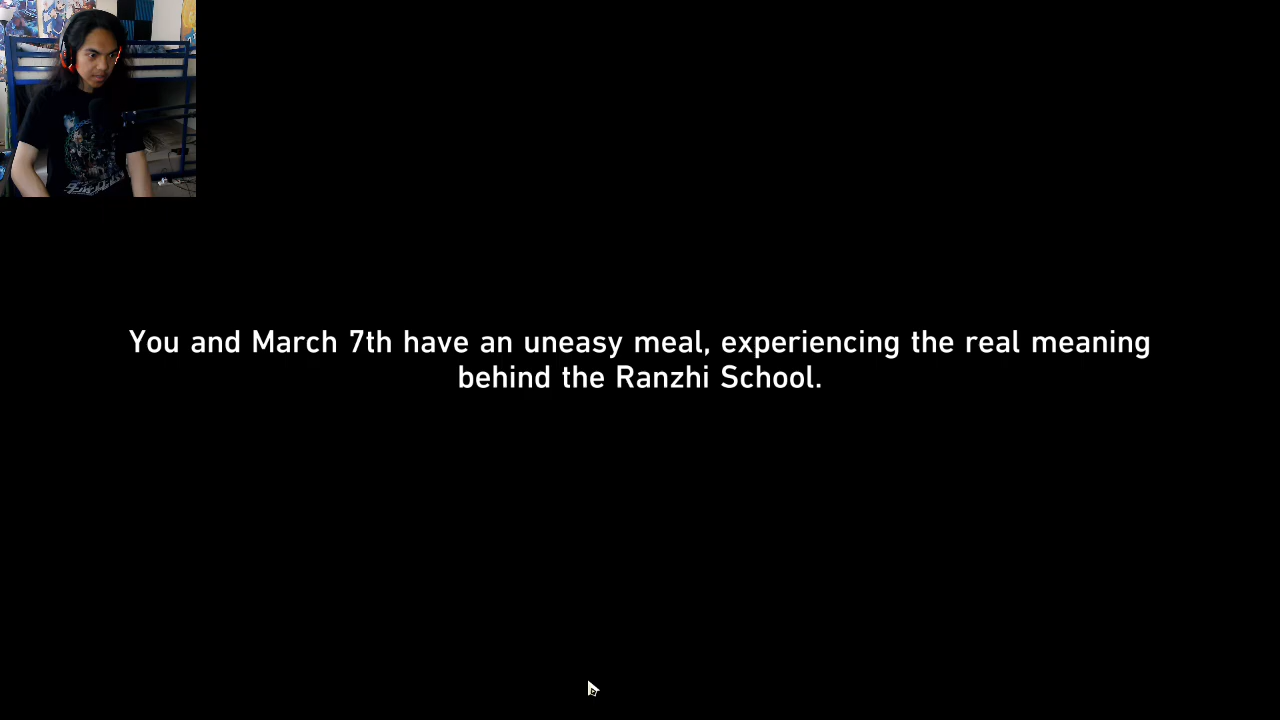 You and March 7th have an uneasy meal, experiencing the real meaning
behind the Ranzhi School.